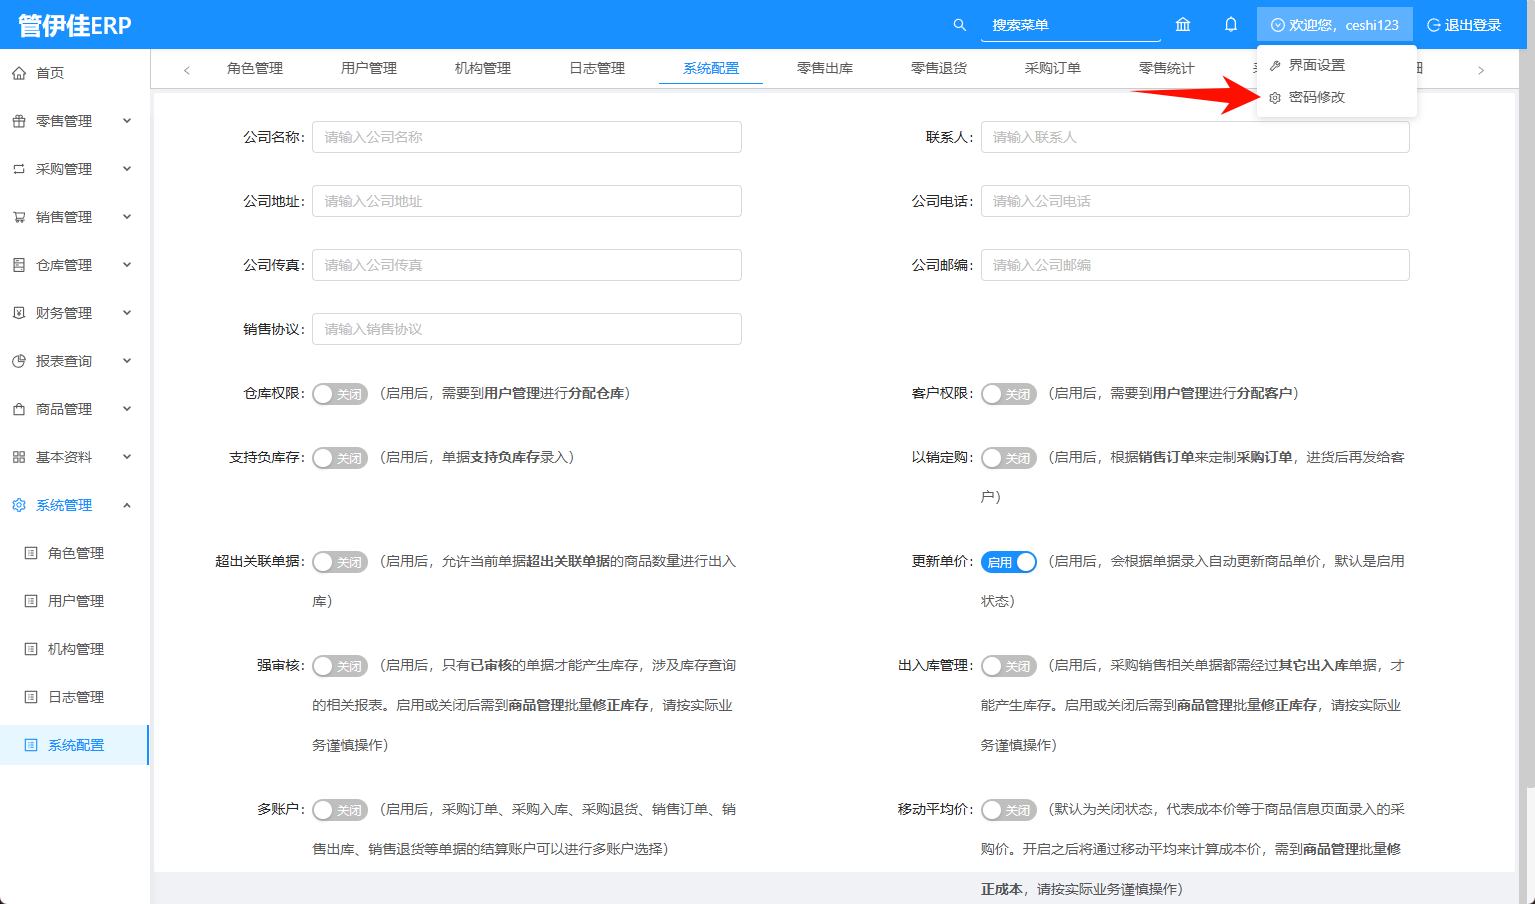 管伊佳ERP
搜索菜单
欢迎您，ceshi123
退出登录
界面设置
密码修改
角色管理 用户管理 机构管理 日志管理 系统配置 零售出库 零售退货 采购订单 零售统计
首页
零售管理
采购管理
销售管理
仓库管理
财务管理
报表查询
商品管理
基本资料
系统管理
角色管理
用户管理
机构管理
日志管理
系统配置
公司名称： 请输入公司名称
联系人： 请输入联系人
公司地址： 请输入公司地址
公司电话： 请输入公司电话
公司传真： 请输入公司传真
公司邮编： 请输入公司邮编
销售协议： 请输入销售协议
仓库权限： 关闭 （启用后，需要到用户管理进行分配仓库）
客户权限： 关闭 （启用后，需要到用户管理进行分配客户）
支持负库存： 关闭 （启用后，单据支持负库存录入）
以销定购： 关闭 （启用后，根据销售订单来定制采购订单，进货后再发给客
户）
超出关联单据： 关闭 （启用后，允许当前单据超出关联单据的商品数量进行出入
库）
更新单价： 启用 （启用后，会根据单据录入自动更新商品单价，默认是启用
状态）
强审核： 关闭 （启用后，只有已审核的单据才能产生库存，涉及库存查询
的相关报表。启用或关闭后需到商品管理批量修正库存，请按实际业
务谨慎操作）
出入库管理： 关闭 （启用后，采购销售相关单据都需经过其它出入库单据，才
能产生库存。启用或关闭后需到商品管理批量修正库存，请按实际业
务谨慎操作）
多账户： 关闭 （启用后，采购订单、采购入库、采购退货、销售订单、销
售出库、销售退货等单据的结算账户可以进行多账户选择）
移动平均价： 关闭 （默认为关闭状态，代表成本价等于商品信息页面录入的采
购价。开启之后将通过移动平均来计算成本价，需到商品管理批量修
正成本，请按实际业务谨慎操作）